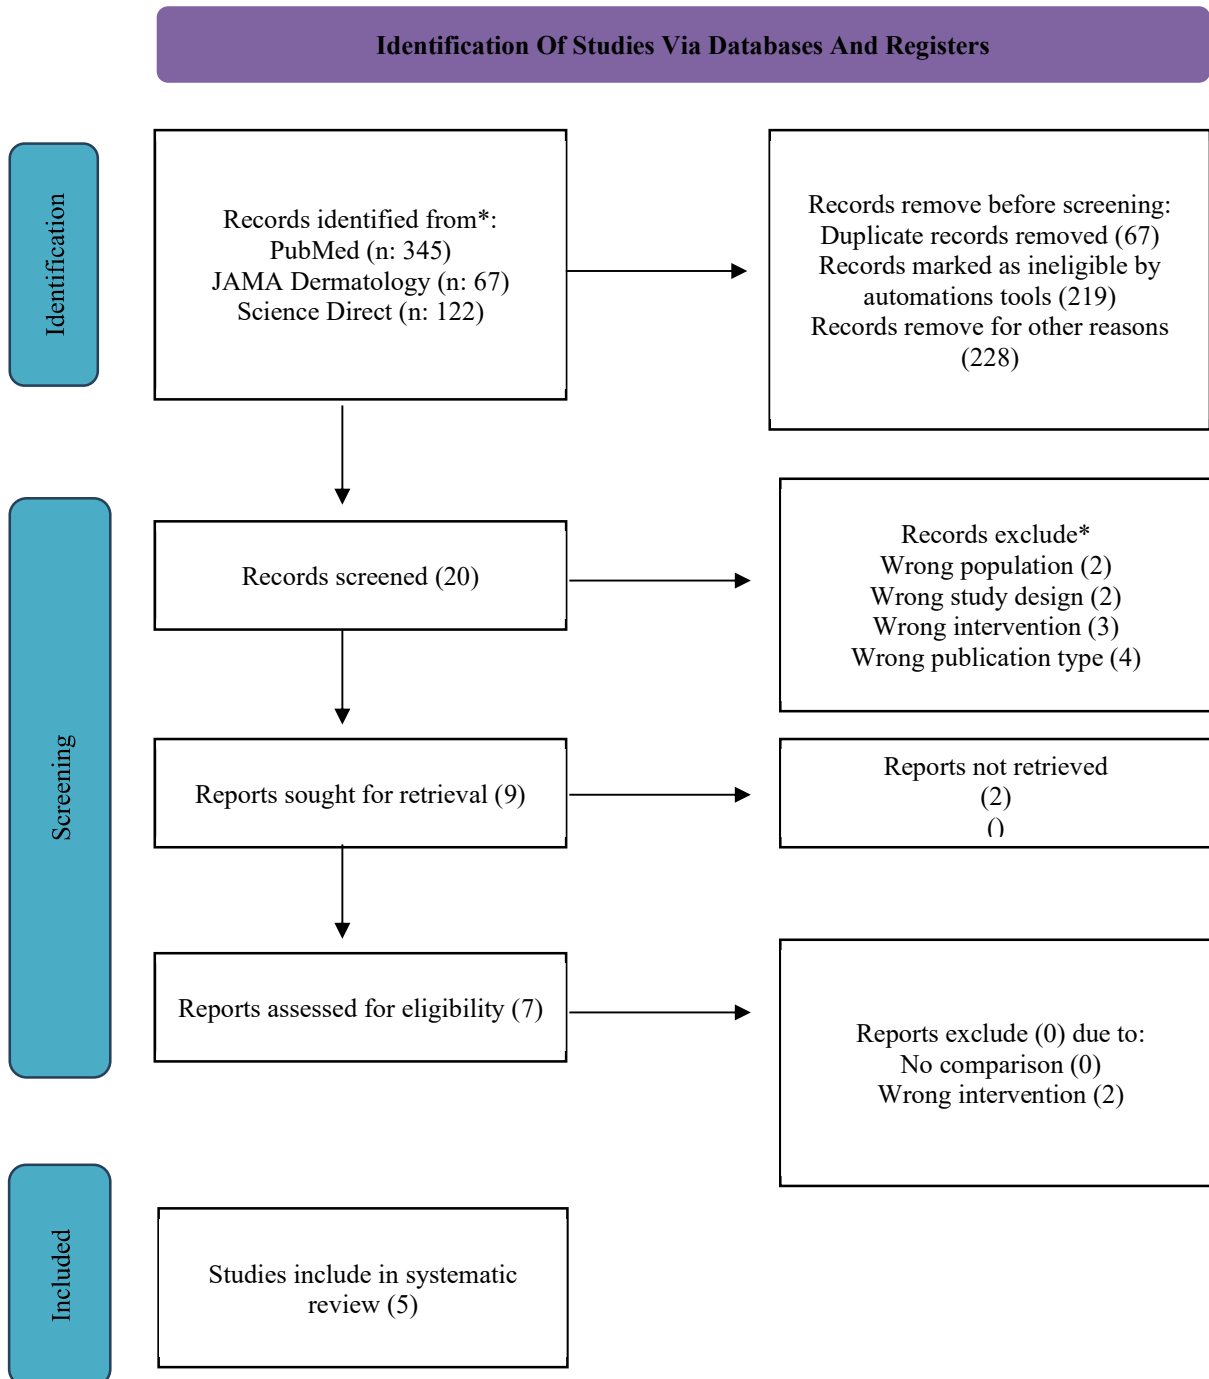 Identification Of Studies Via Databases And Registers
Identification
Records identified from*:
PubMed (n: 345)
JAMA Dermatology (n: 67)
Science Direct (n: 122)
Records remove before screening:
Duplicate records removed (67)
Records marked as ineligible by
automations tools (219)
Records remove for other reasons
(228)
Screening
Records screened (20)
Records exclude*
Wrong population (2)
Wrong study design (2)
Wrong intervention (3)
Wrong publication type (4)
Reports sought for retrieval (9)
Reports not retrieved
(2)
()
Reports assessed for eligibility (7)
Reports exclude (0) due to:
No comparison (0)
Wrong intervention (2)
Included
Studies include in systematic
review (5)